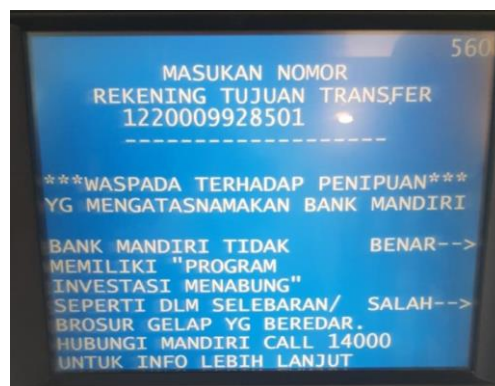 560
MASUKAN NOMOR
REKENING TUJUAN TRANSFER
1220009928501
--------------------
***WASPADA TERHADAP PENIPUAN***
YG MENGATASNAMAKAN BANK MANDIRI
BANK MANDIRI TIDAK BENAR-->
MEMILIKI "PROGRAM
INVESTASI MENABUNG"
SEPERTI DLM SELEBARAN/ SALAH-->
BROSUR GELAP YG BEREDAR.
HUBUNGI MANDIRI CALL 14000
UNTUK INFO LEBIH LANJUT